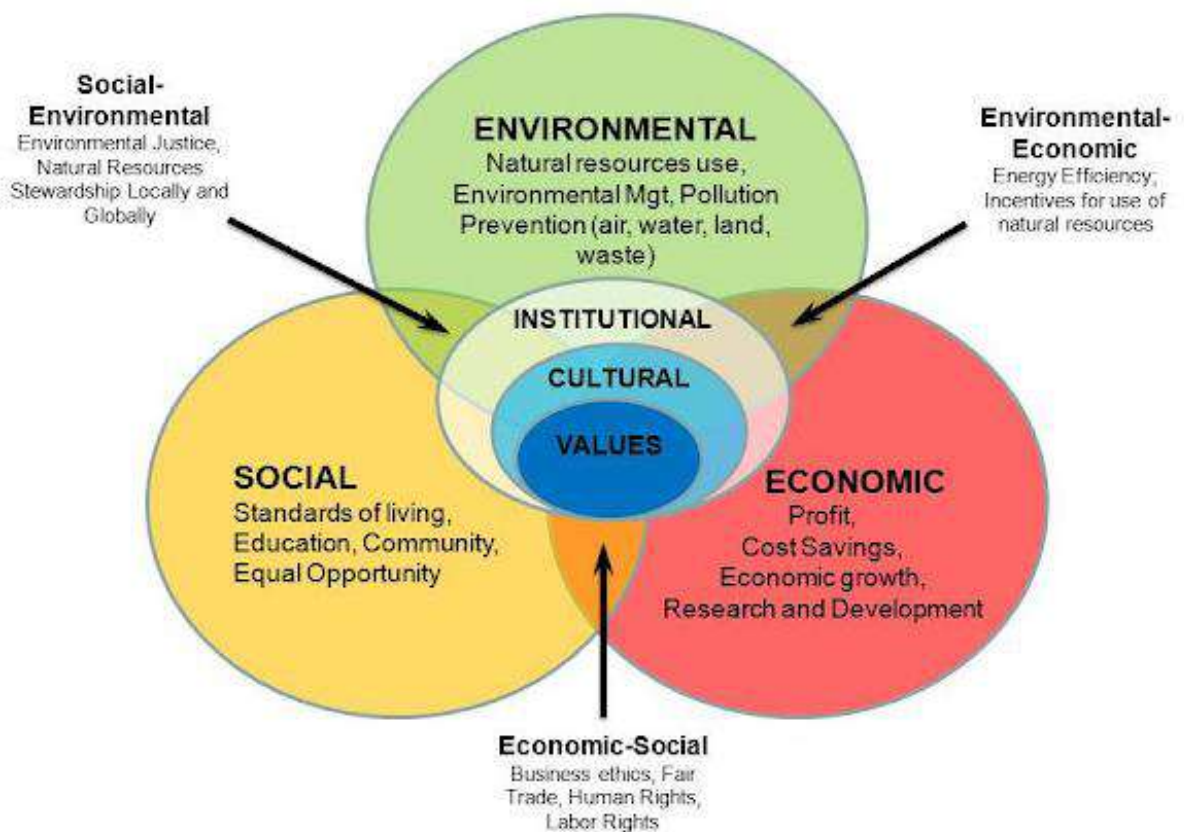 Social-
Environmental
Environmental Justice,
Natural Resources
Stewardship Locally and
Globally
ENVIRONMENTAL
Natural resources use,
Environmental Mgt, Pollution
Prevention (air, water, land,
waste)
Environmental-
Economic
Energy Efficiency;
Incentives for use of
natural resources
INSTITUTIONAL
CULTURAL
VALUES
SOCIAL
Standards of living,
Education, Community,
Equal Opportunity
ECONOMIC
Profit,
Cost Savings,
Economic growth,
Research and Development
Economic-Social
Business ethics, Fair
Trade, Human Rights,
Labor Rights